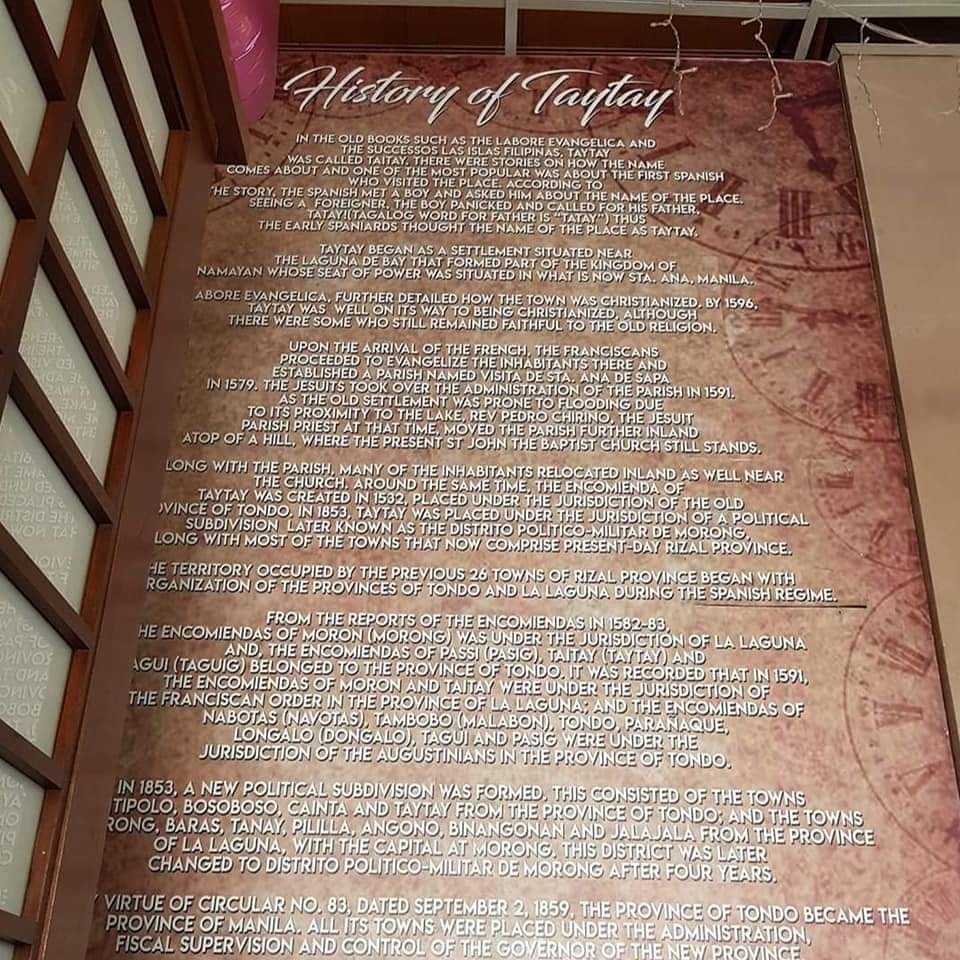 History of Taytay
IN THE OLD BOOKS SUCH AS THE LABORE EVANGELICA AND
THE SUCCESSOS LAS ISLAS FILIPINAS, TAYTAY
WAS CALLED TAITAY. THERE WERE STORIES ON HOW THE NAME
COMES ABOUT AND ONE OF THE MOST POPULAR WAS ABOUT THE FIRST SPANISH
WHO VISITED THE PLACE. ACCORDING TO
HE STORY, THE SPANISH MET A BOY AND ASKED HIM ABOUT THE NAME OF THE PLACE.
SEEING A FOREIGNER, THE BOY PANICKED AND CALLED FOR HIS FATHER,
TATAY!(TAGALOG WORD FOR FATHER IS "TATAY.") THUS
THE EARLY SPANIARDS THOUGHT THE NAME OF THE PLACE AS TAYTAY.
TAYTAY BEGAN AS A SETTLEMENT SITUATED NEAR
THE LAGUNA DE BAY THAT FORMED PART OF THE KINGDOM OF
NAMAYAN WHOSE SEAT OF POWER WAS SITUATED IN WHAT IS NOW STA. ANA, MANILA.
ABORE EVANGELICA, FURTHER DETAILED HOW THE TOWN WAS CHRISTIANIZED. BY 1596,
TAYTAY WAS WELL ON ITS WAY TO BEING CHRISTIANIZED, ALTHOUGH
THERE WERE SOME WHO STILL REMAINED FAITHFUL TO THE OLD RELIGION.
UPON THE ARRIVAL OF THE FRENCH, THE FRANCISCANS
PROCEEDED TO EVANGELIZE THE INHABITANTS THERE AND
ESTABLISHED A PARISH NAMED VISITA DE STA. ANA DE SAPA
IN 1579. THE JESUITS TOOK OVER THE ADMINISTRATION OF THE PARISH IN 1591.
AS THE OLD SETTLEMENT WAS PRONE TO FLOODING DUE
TO ITS PROXIMITY TO THE LAKE, REV PEDRO CHIRINO, THE JESUIT
PARISH PRIEST AT THAT TIME, MOVED THE PARISH FURTHER INLAND
ATOP OF A HILL, WHERE THE PRESENT ST JOHN THE BAPTIST CHURCH STILL STANDS.
LONG WITH THE PARISH, MANY OF THE INHABITANTS RELOCATED INLAND AS WELL NEAR
THE CHURCH. AROUND THE SAME TIME, THE ENCOMIENDA OF
TAYTAY WAS CREATED IN 1532, PLACED UNDER THE JURISDICTION OF THE OLD
OVINCE OF TONDO. IN 1853, TAYTAY WAS PLACED UNDER THE JURISDICTION OF A POLITICAL
SUBDIVISION LATER KNOWN AS THE DISTRITO POLITICO-MILITAR DE MORONG,
LONG WITH MOST OF THE TOWNS THAT NOW COMPRISE PRESENT-DAY RIZAL PROVINCE.
HE TERRITORY OCCUPIED BY THE PREVIOUS 26 TOWNS OF RIZAL PROVINCE BEGAN WITH
RGANIZATION OF THE PROVINCES OF TONDO AND LA LAGUNA DURING THE SPANISH REGIME.
FROM THE REPORTS OF THE ENCOMIENDAS IN 1582-83,
HE ENCOMIENDAS OF MORON (MORONG) WAS UNDER THE JURISDICTION OF LA LAGUNA
AND, THE ENCOMIENDAS OF PASSI (PASIG), TAITAY (TAYTAY) AND
AGUI (TAGUIG) BELONGED TO THE PROVINCE OF TONDO. IT WAS RECORDED THAT IN 1591,
THE ENCOMIENDAS OF MORON AND TAITAY WERE UNDER THE JURISDICTION OF
THE FRANCISCAN ORDER IN THE PROVINCE OF LA LAGUNA; AND THE ENCOMIENDAS OF
NABOTAS (NAVOTAS), TAMBOBO (MALABON), TONDO, PARAÑAQUE,
LONGALO (DONGALO), TAGUI AND PASIG WERE UNDER THE
JURISDICTION OF THE AUGUSTINIANS IN THE PROVINCE OF TONDO.
IN 1853, A NEW POLITICAL SUBDIVISION WAS FORMED. THIS CONSISTED OF THE TOWNS
TIPOLO, BOSOBOSO, CAINTA AND TAYTAY FROM THE PROVINCE OF TONDO; AND THE TOWNS
RONG, BARAS, TANAY, PILILLA, ANGONO, BINANGONAN AND JALAJALA FROM THE PROVINCE
OF LA LAGUNA, WITH THE CAPITAL AT MORONG. THIS DISTRICT WAS LATER
CHANGED TO DISTRITO POLITICO-MILITAR DE MORONG AFTER FOUR YEARS.
VIRTUE OF CIRCULAR NO. 83, DATED SEPTEMBER 2, 1859, THE PROVINCE OF TONDO BECAME THE
PROVINCE OF MANILA. ALL ITS TOWNS WERE PLACED UNDER THE ADMINISTRATION,
FISCAL SUPERVISION AND CONTROL OF THE GOVERNOR OF THE NEW PROVINCE